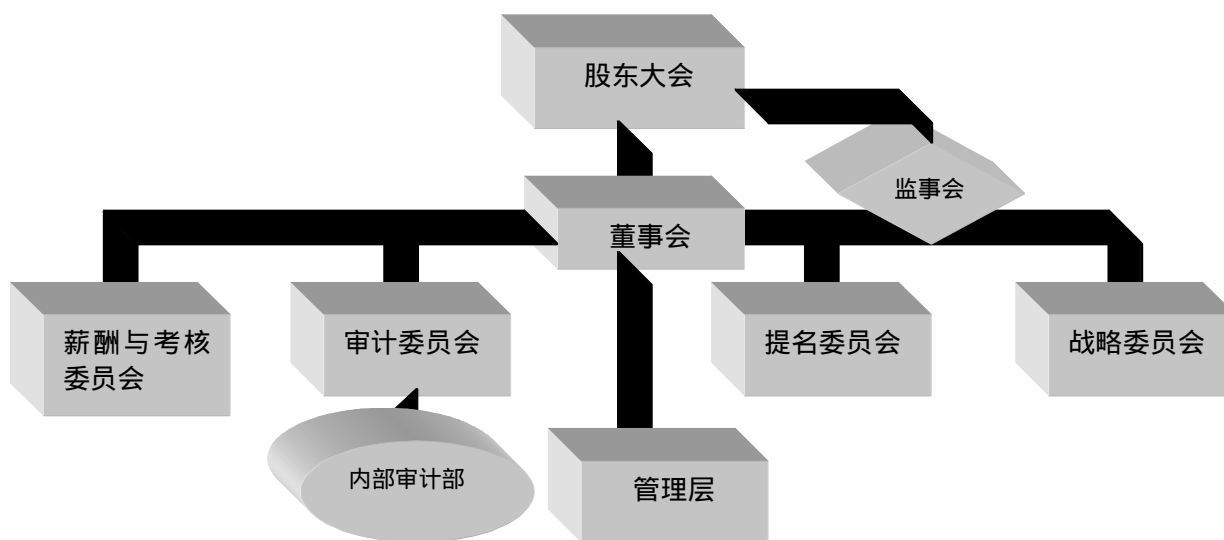 股东大会
监事会
董事会
薪酬与考核
委员会
审计委员会
提名委员会
战略委员会
内部审计部
管理层